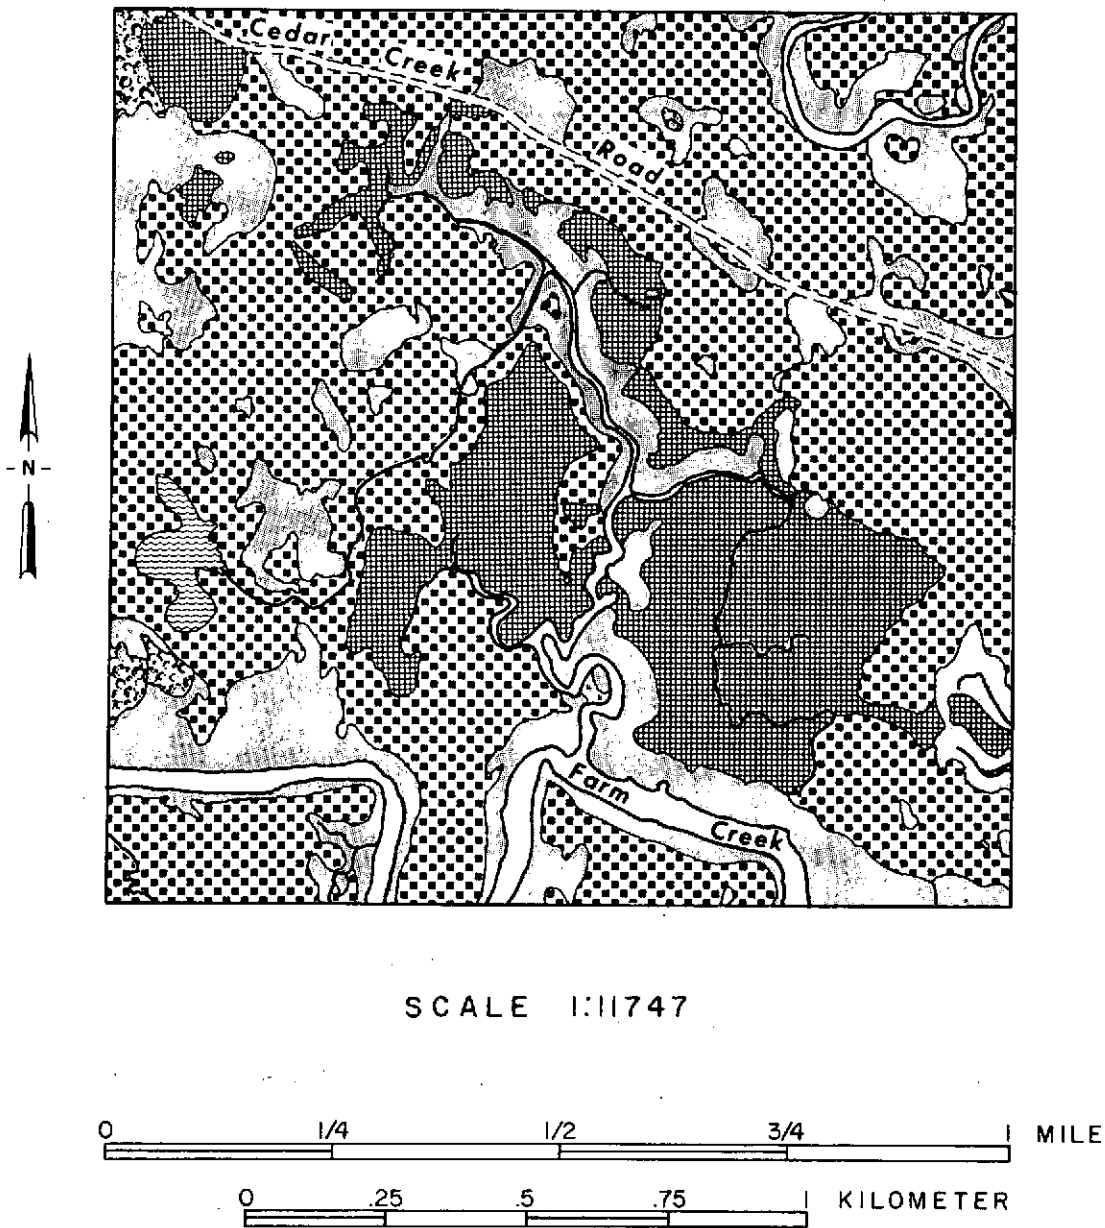 Cedar Creek Road
-N-
Farm Creek
SCALE 1:11747
0 1/4 1/2 3/4 1 MILE
0 .25 .5 .75 1 KILOMETER